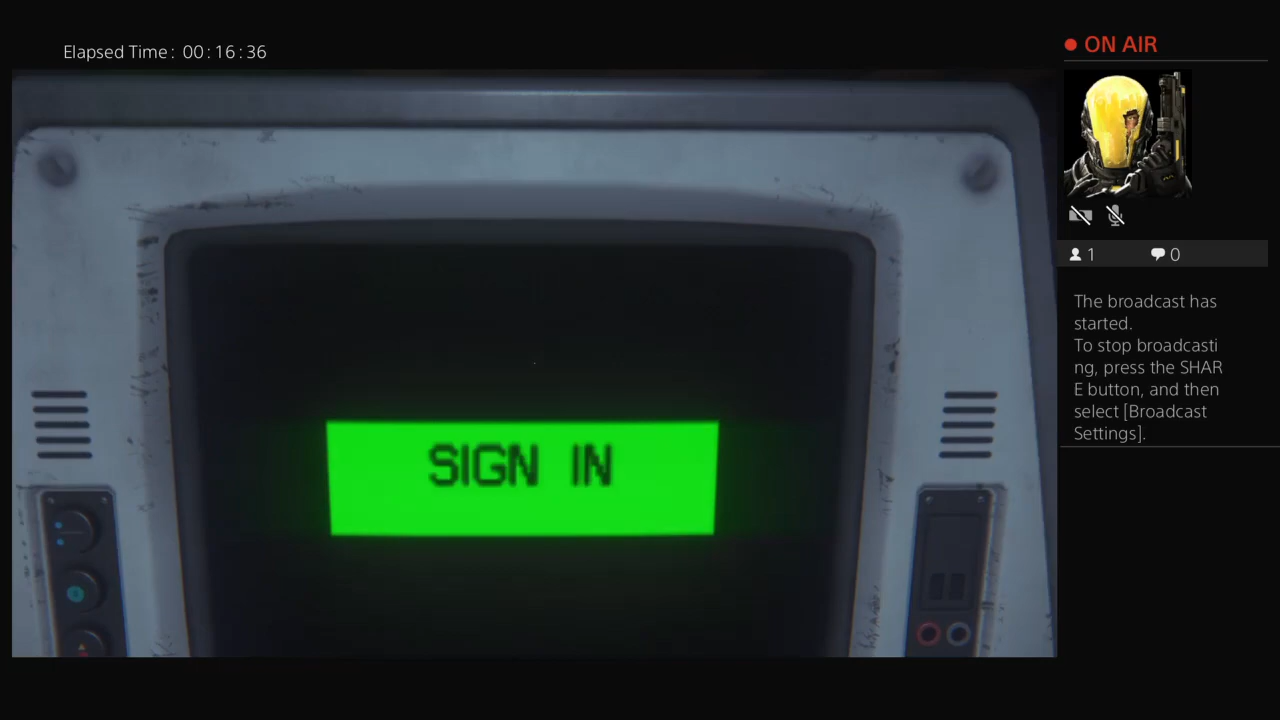 Elapsed Time: 00:16:36
ON AIR
1 0
The broadcast has
started.
To stop broadcasti
ng, press the SHAR
E button, and then
select [Broadcast
Settings].
SIGN IN